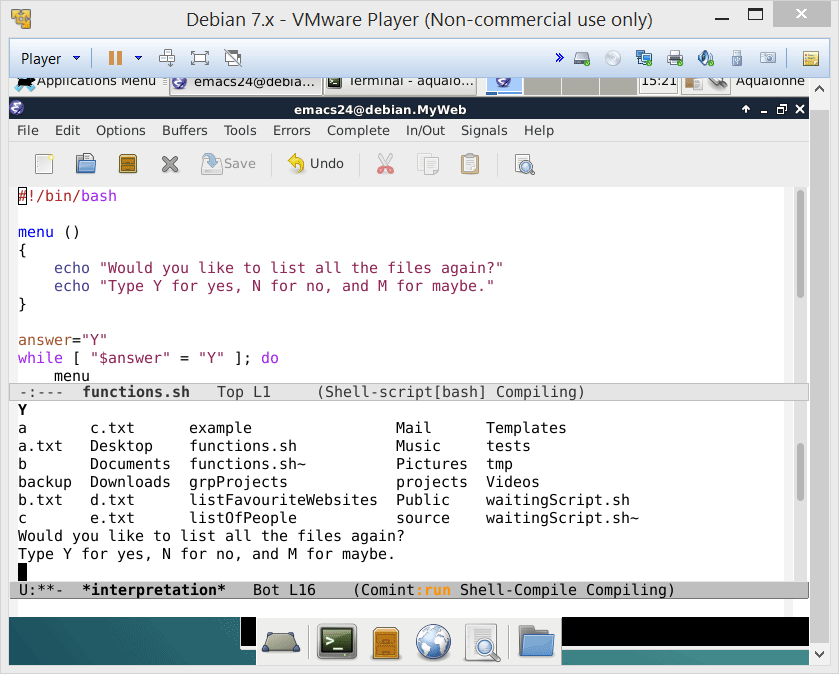 Debian 7.x - VMware Player (Non-commercial use only)
Player
Applications Menu emacs24@debia... Terminal - aqualo... 15:21 Aqualonne
emacs24@debian.MyWeb
File Edit Options Buffers Tools Errors Complete In/Out Signals Help
Save Undo
#!/bin/bash
menu ()
{
    echo "Would you like to list all the files again?"
    echo "Type Y for yes, N for no, and M for maybe."
}
answer="Y"
while [ "$answer" = "Y" ]; do
    menu
-:--- functions.sh Top L1 (Shell-script[bash] Compiling)
Y
a c.txt example Mail Templates
a.txt Desktop functions.sh Music tests
b Documents functions.sh~ Pictures tmp
backup Downloads grpProjects projects Videos
b.txt d.txt listFavouriteWebsites Public waitingScript.sh
c e.txt listOfPeople source waitingScript.sh~
Would you like to list all the files again?
Type Y for yes, N for no, and M for maybe.
U:**- *interpretation* Bot L16 (Comint:run Shell-Compile Compiling)